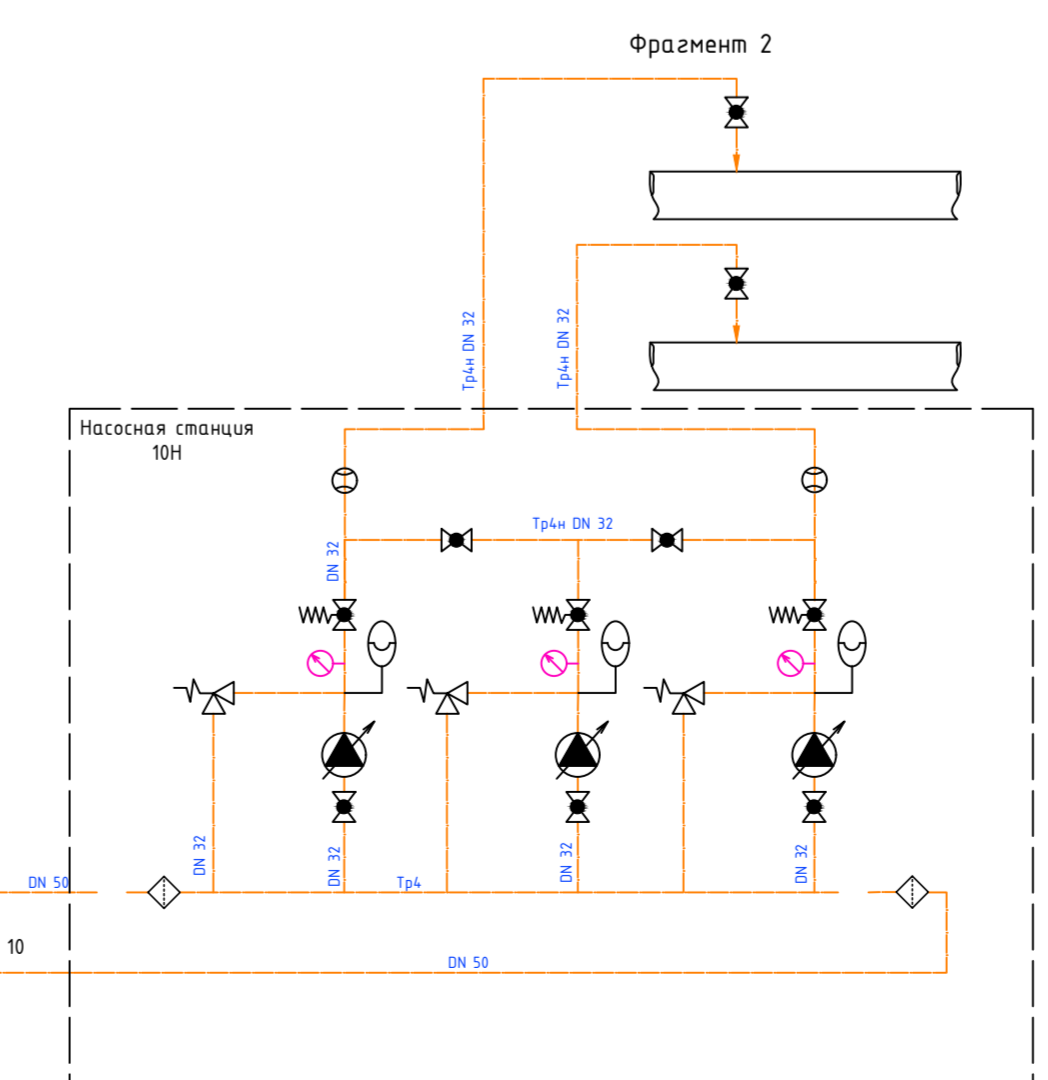 Фрагмент 2
Тр4н DN 32
Тр4н DN 32
Насосная станция
10Н
Тр4н DN 32
DN 32
DN 32
DN 32
DN 32
DN 32
DN 50
Тр4
10
DN 50